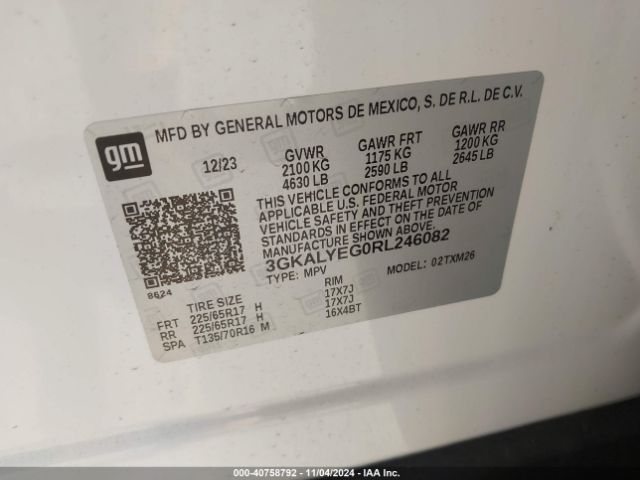 gm
MFD BY GENERAL MOTORS DE MEXICO, S. DE R.L. DE C.V.
12/23 GVWR GAWR FRT GAWR RR
2100 KG 1175 KG 1200 KG
4630 LB 2590 LB 2645 LB
THIS VEHICLE CONFORMS TO ALL
APPLICABLE U.S. FEDERAL MOTOR
VEHICLE SAFETY AND THEFT PREVENTION
STANDARDS IN EFFECT ON THE DATE OF
MANUFACTURE SHOWN ABOVE.
3GKALYEG0RL246082
TYPE: MPV MODEL: 02TXM26
8624
TIRE SIZE RIM
FRT 225/65R17 H 17X7J
RR 225/65R17 H 17X7J
SPA T135/70R16 M 16X4BT
000-40758792 - 11/04/2024 - IAA Inc.